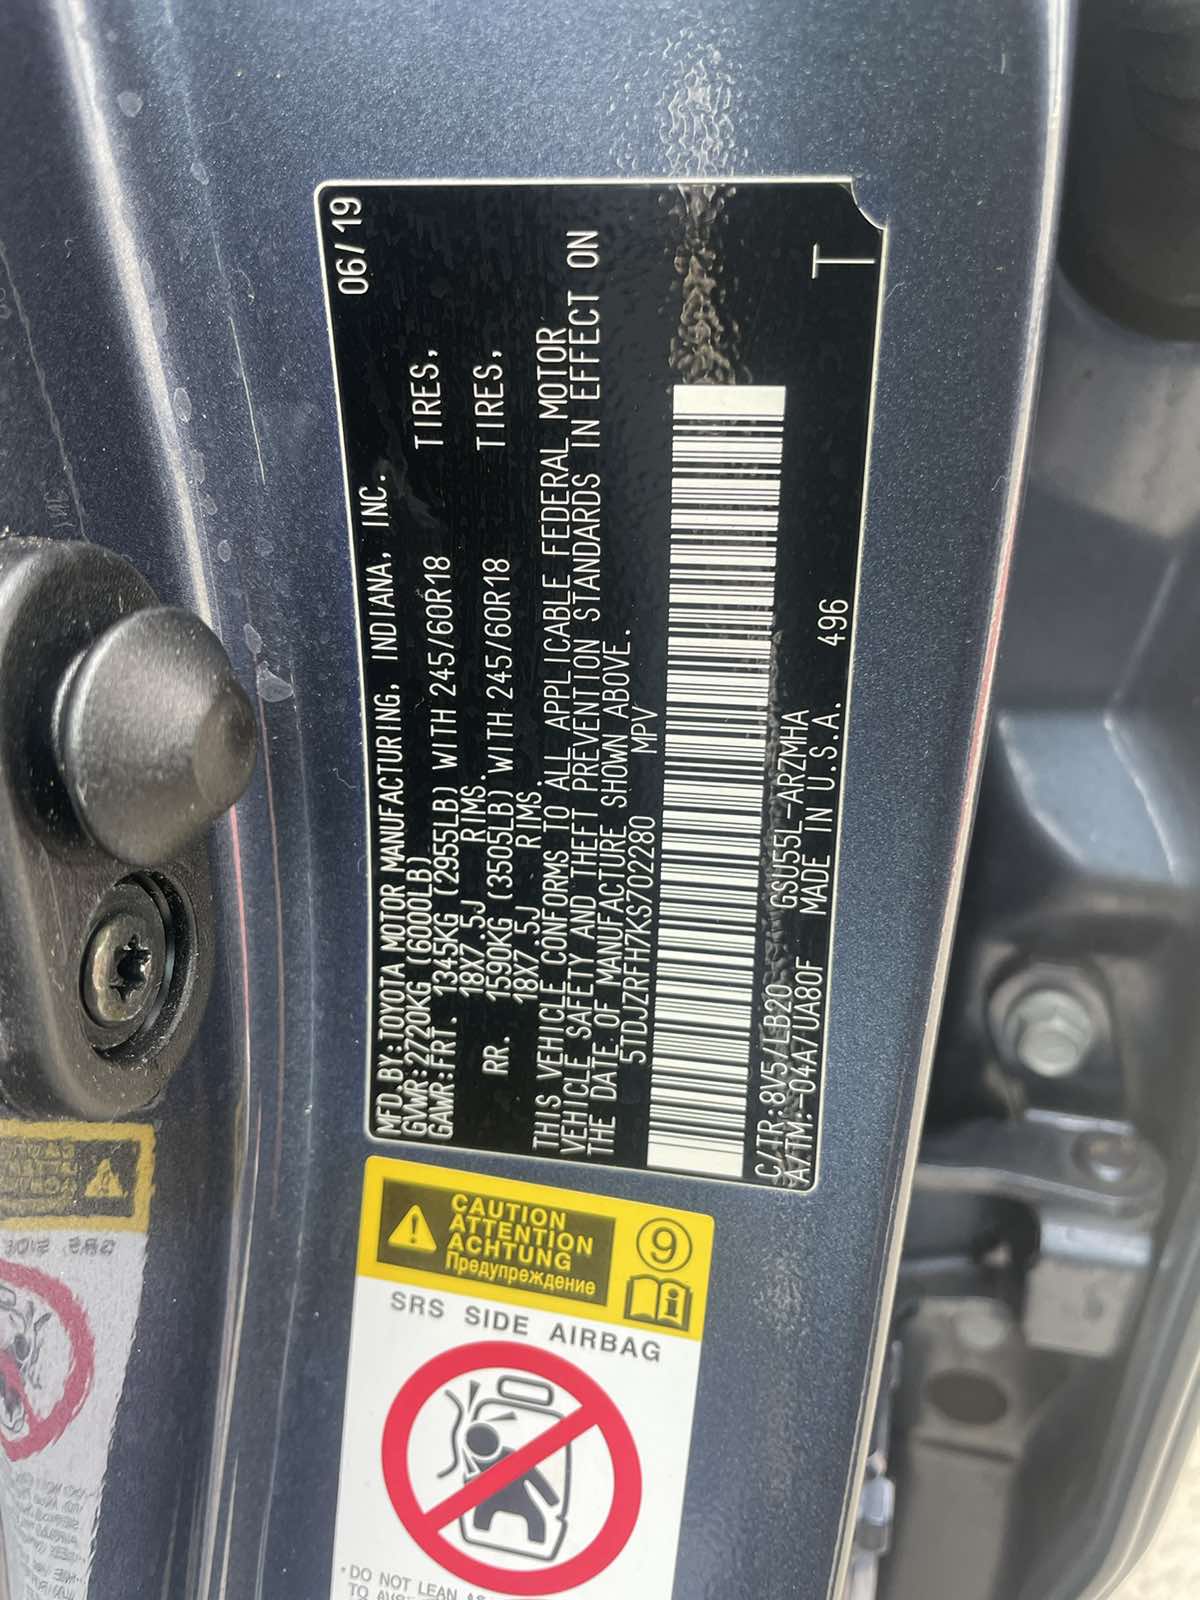 MFD.BY:TOYOTA MOTOR MANUFACTURING, INDIANA, INC. 06/19
GVWR:2720KG (6000LB)
GAWR:FRT. 1345KG (2955LB) WITH 245/60R18 TIRES,
18X7.5J RIMS.
RR. 1590KG (3505LB) WITH 245/60R18 TIRES,
18X7.5J RIMS.
THIS VEHICLE CONFORMS TO ALL APPLICABLE FEDERAL MOTOR
VEHICLE SAFETY AND THEFT PREVENTION STANDARDS IN EFFECT ON
THE DATE OF MANUFACTURE SHOWN ABOVE.
5TDJZRFH7KS702280 MPV
C/TR:8V5/LB20 GSU55L-ARZMHA
A/TM:-04A/UA80F MADE IN U.S.A. 496 T
CAUTION
ATTENTION
ACHTUNG
Предупреждение
9
SRS SIDE AIRBAG
DO NOT LEAN